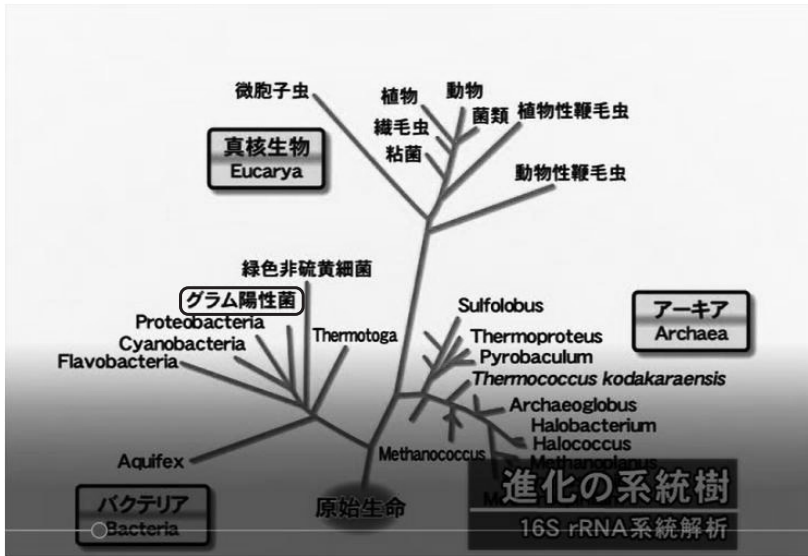 微胞子虫
植物
動物
菌類
植物性鞭毛虫
繊毛虫
粘菌
動物性鞭毛虫
真核生物
Eucarya
緑色非硫黄細菌
グラム陽性菌
Proteobacteria
Cyanobacteria
Flavobacteria
Thermotoga
Aquifex
バクテリア
Bacteria
原始生命
Sulfolobus
Thermoproteus
Pyrobaculum
Thermococcus kodakaraensis
Archaeoglobus
Halobacterium
Halococcus
Methanoplanus
Methanococcus
アーキア
Archaea
進化の系統樹
16S rRNA系統解析